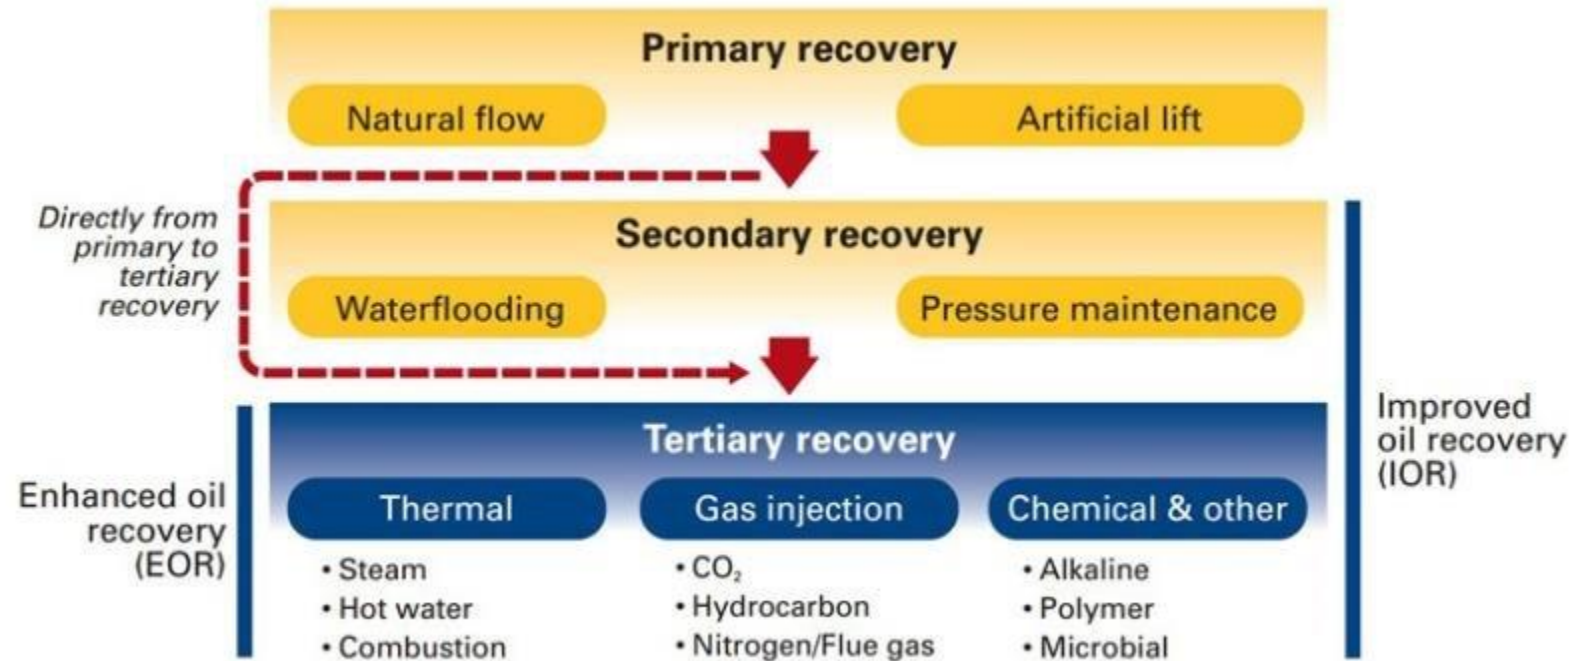 Primary recovery
Natural flow
Artificial lift
Directly from
primary to
tertiary
recovery
Secondary recovery
Waterflooding
Pressure maintenance
Improved
oil recovery
(IOR)
Enhanced oil
recovery
(EOR)
Tertiary recovery
Thermal
• Steam
• Hot water
• Combustion
Gas injection
• CO₂
• Hydrocarbon
• Nitrogen/Flue gas
Chemical & other
• Alkaline
• Polymer
• Microbial